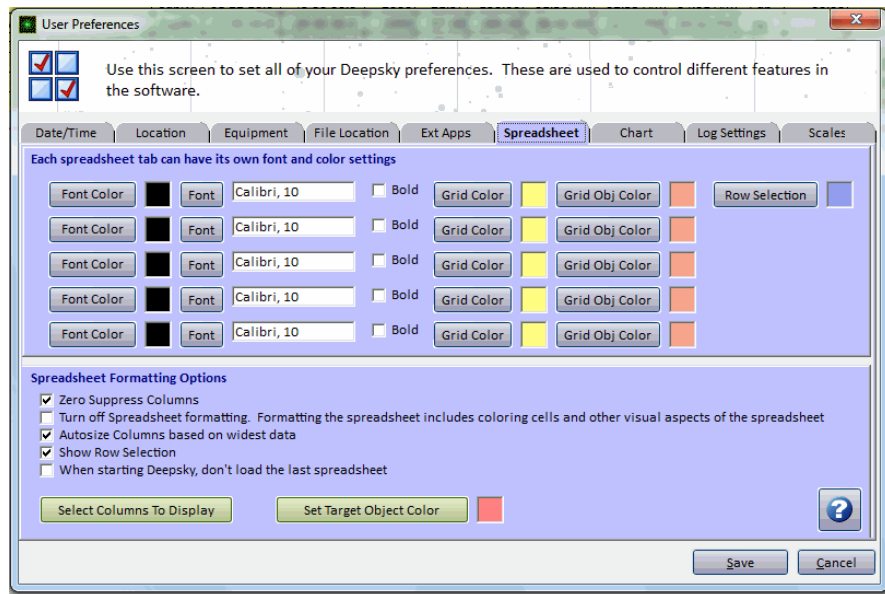 User Preferences
Use this screen to set all of your Deepsky preferences. These are used to control different features in
the software.
Date/Time Location Equipment File Location Ext Apps Spreadsheet Chart Log Settings Scales
Each spreadsheet tab can have its own font and color settings
Font Color Font Calibri, 10 Bold Grid Color Grid Obj Color Row Selection
Font Color Font Calibri, 10 Bold Grid Color Grid Obj Color
Font Color Font Calibri, 10 Bold Grid Color Grid Obj Color
Font Color Font Calibri, 10 Bold Grid Color Grid Obj Color
Font Color Font Calibri, 10 Bold Grid Color Grid Obj Color
Spreadsheet Formatting Options
Zero Suppress Columns
Turn off Spreadsheet formatting. Formatting the spreadsheet includes coloring cells and other visual aspects of the spreadsheet
Autosize Columns based on widest data
Show Row Selection
When starting Deepsky, don't load the last spreadsheet
Select Columns To Display Set Target Object Color ?
Save Cancel